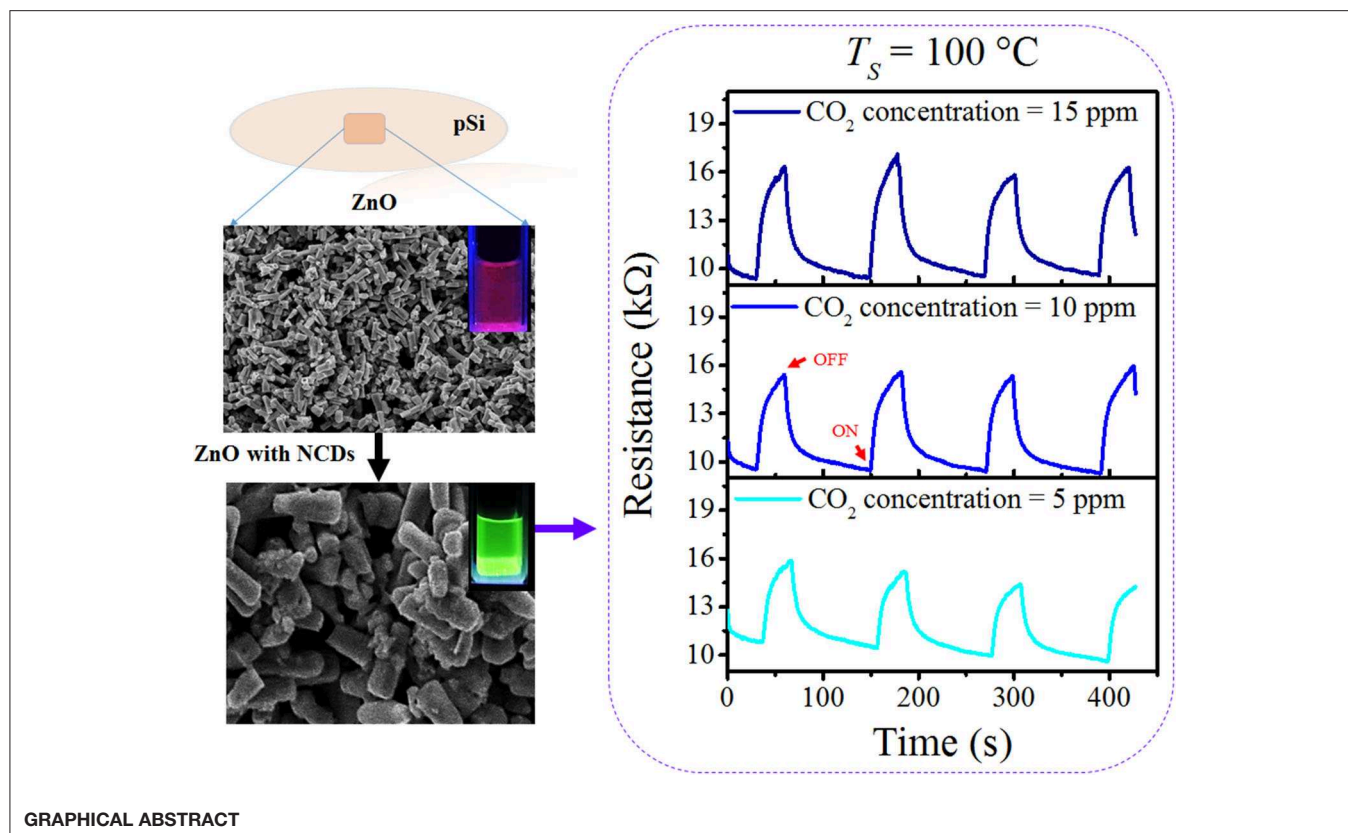 pSi
ZnO
ZnO with NCDs
T_S = 100 °C
CO₂ concentration = 15 ppm
19
16
13
10
CO₂ concentration = 10 ppm
19
16
13
10
OFF
ON
CO₂ concentration = 5 ppm
19
16
13
10
0 100 200 300 400
Resistance (kΩ)
Time (s)
GRAPHICAL ABSTRACT